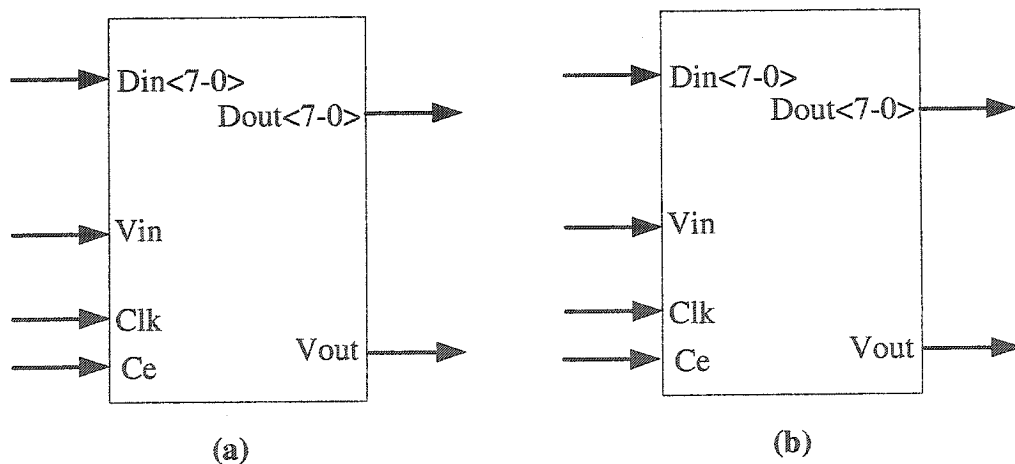 Din<7-0>
Dout<7-0>
Vin
Clk
Vout
Ce
(a)
Din<7-0>
Dout<7-0>
Vin
Clk
Vout
Ce
(b)